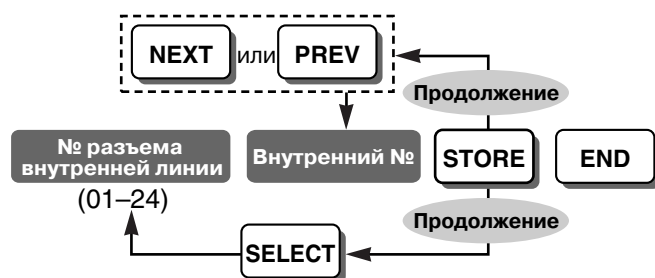 NEXT или PREV
Продолжение
№ разъема
внутренней линии
Внутренний №
STORE
END
(01–24)
Продолжение
SELECT